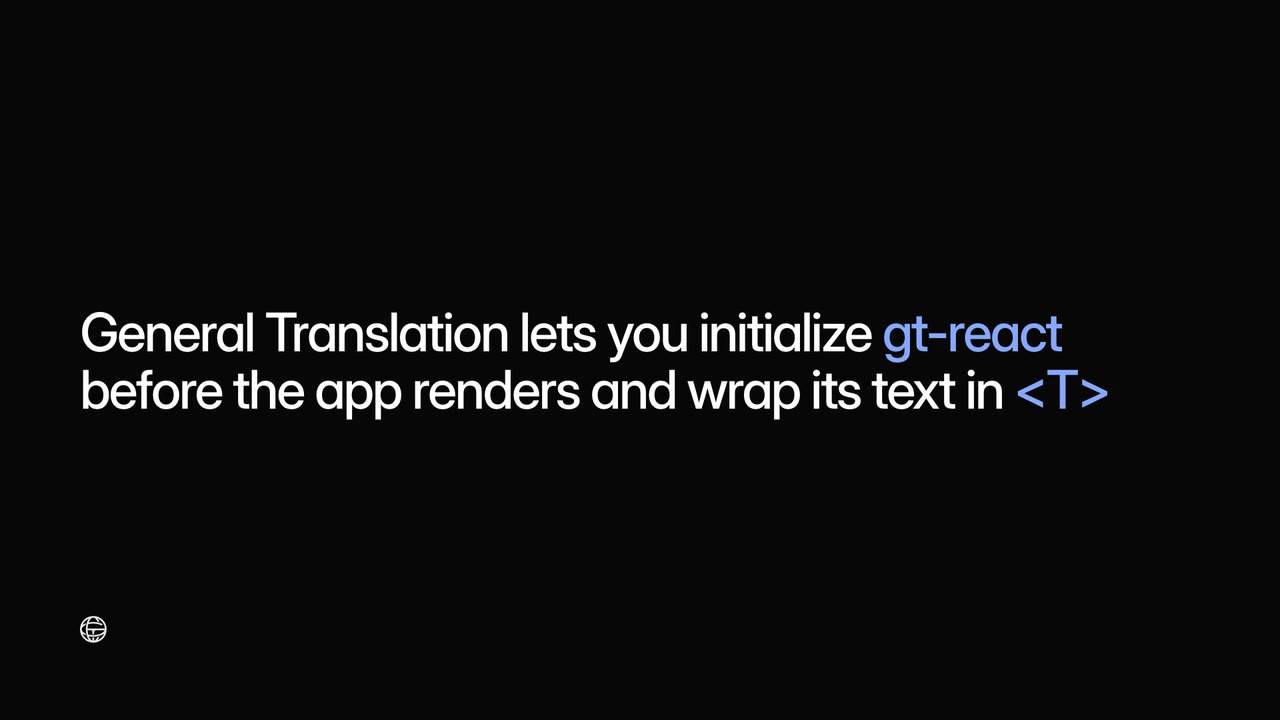 General Translation lets you initialize gt-react
before the app renders and wrap its text in <T>